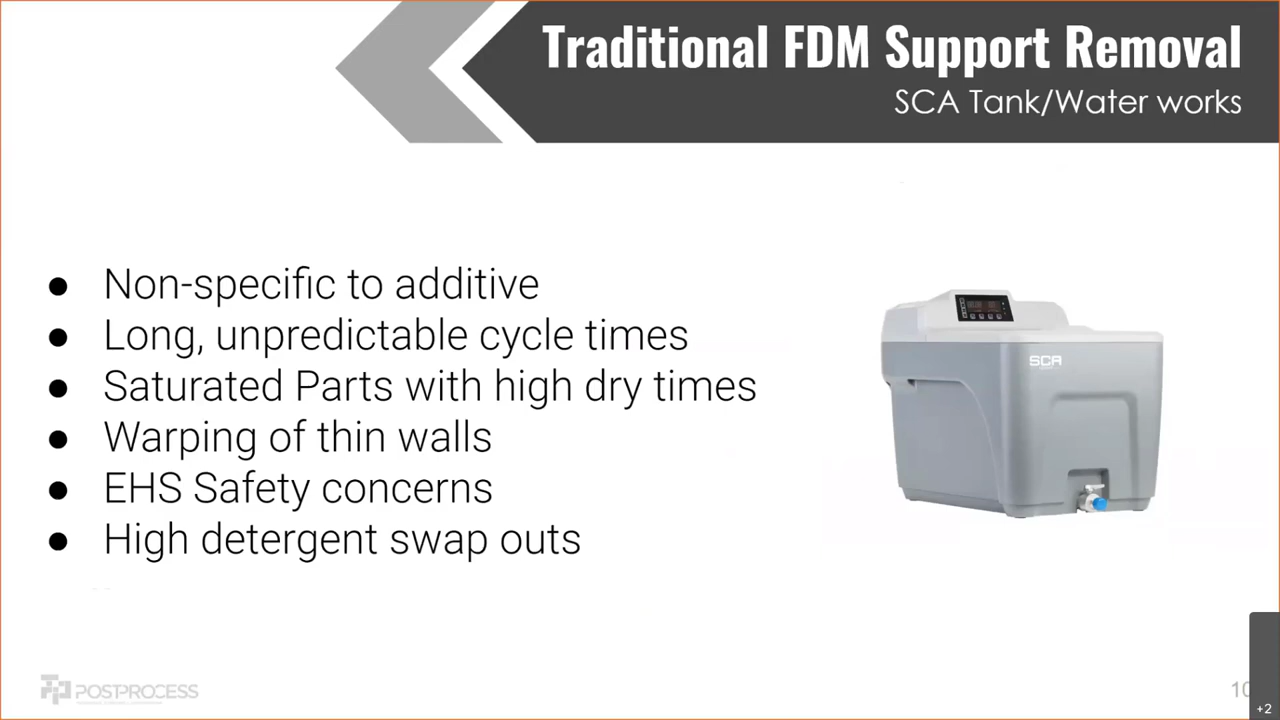 Traditional FDM Support Removal
SCA Tank/Water works
● Non-specific to additive
● Long, unpredictable cycle times
● Saturated Parts with high dry times
● Warping of thin walls
● EHS Safety concerns
● High detergent swap outs
SCA
POSTPROCESS
10
+2